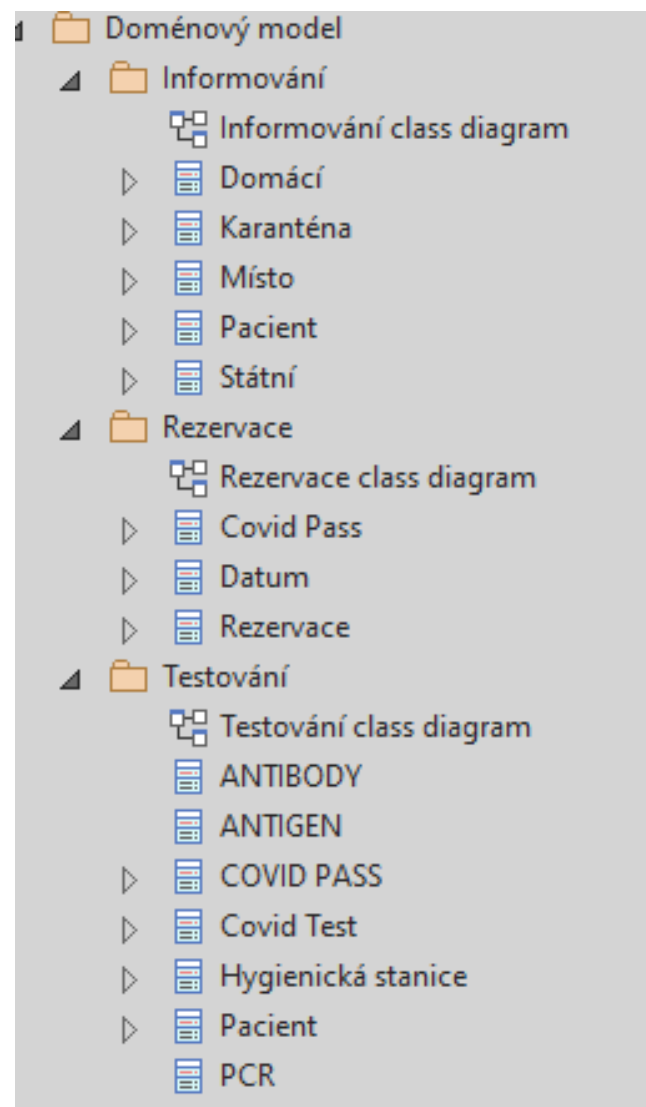 Doménový model
Informování
Informování class diagram
Domácí
Karanténa
Místo
Pacient
Státní
Rezervace
Rezervace class diagram
Covid Pass
Datum
Rezervace
Testování
Testování class diagram
ANTIBODY
ANTIGEN
COVID PASS
Covid Test
Hygienická stanice
Pacient
PCR